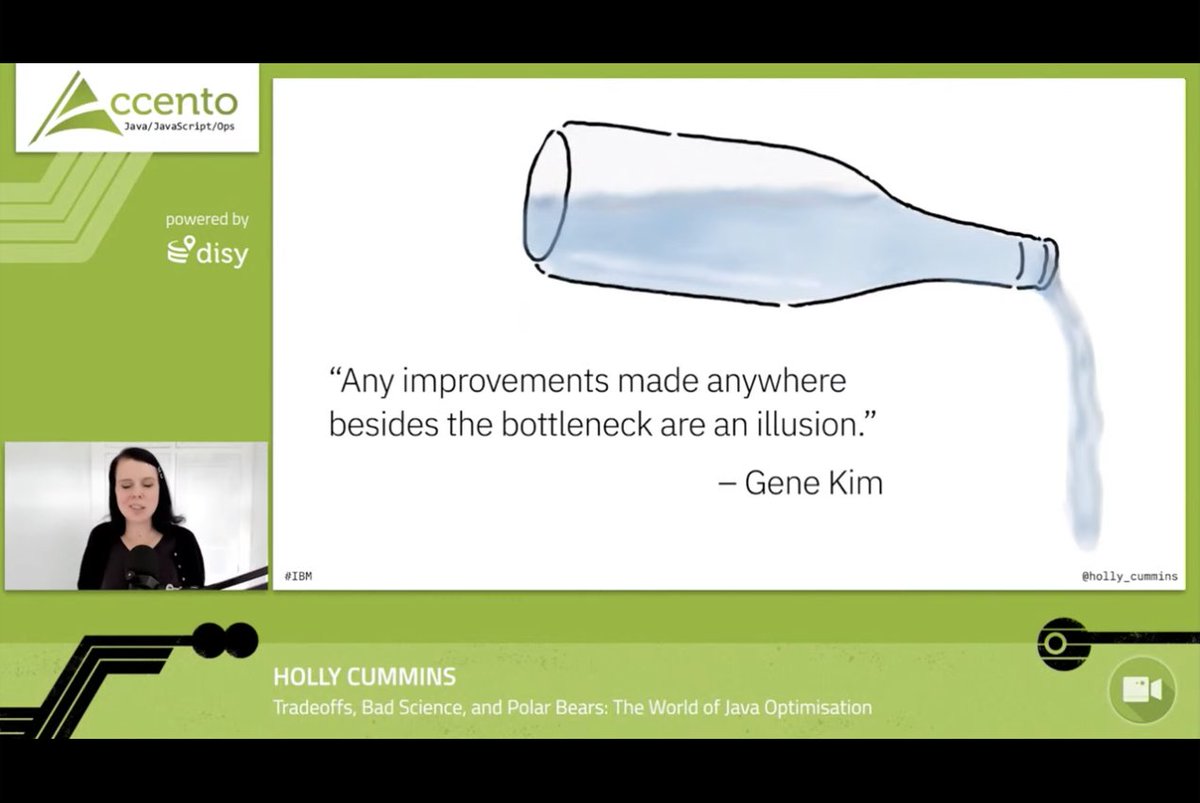 Accento
Java/JavaScript/Ops
powered by
disy
“Any improvements made anywhere
besides the bottleneck are an illusion.”
– Gene Kim
#IBM
@holly_cummins
HOLLY CUMMINS
Tradeoffs, Bad Science, and Polar Bears: The World of Java Optimisation